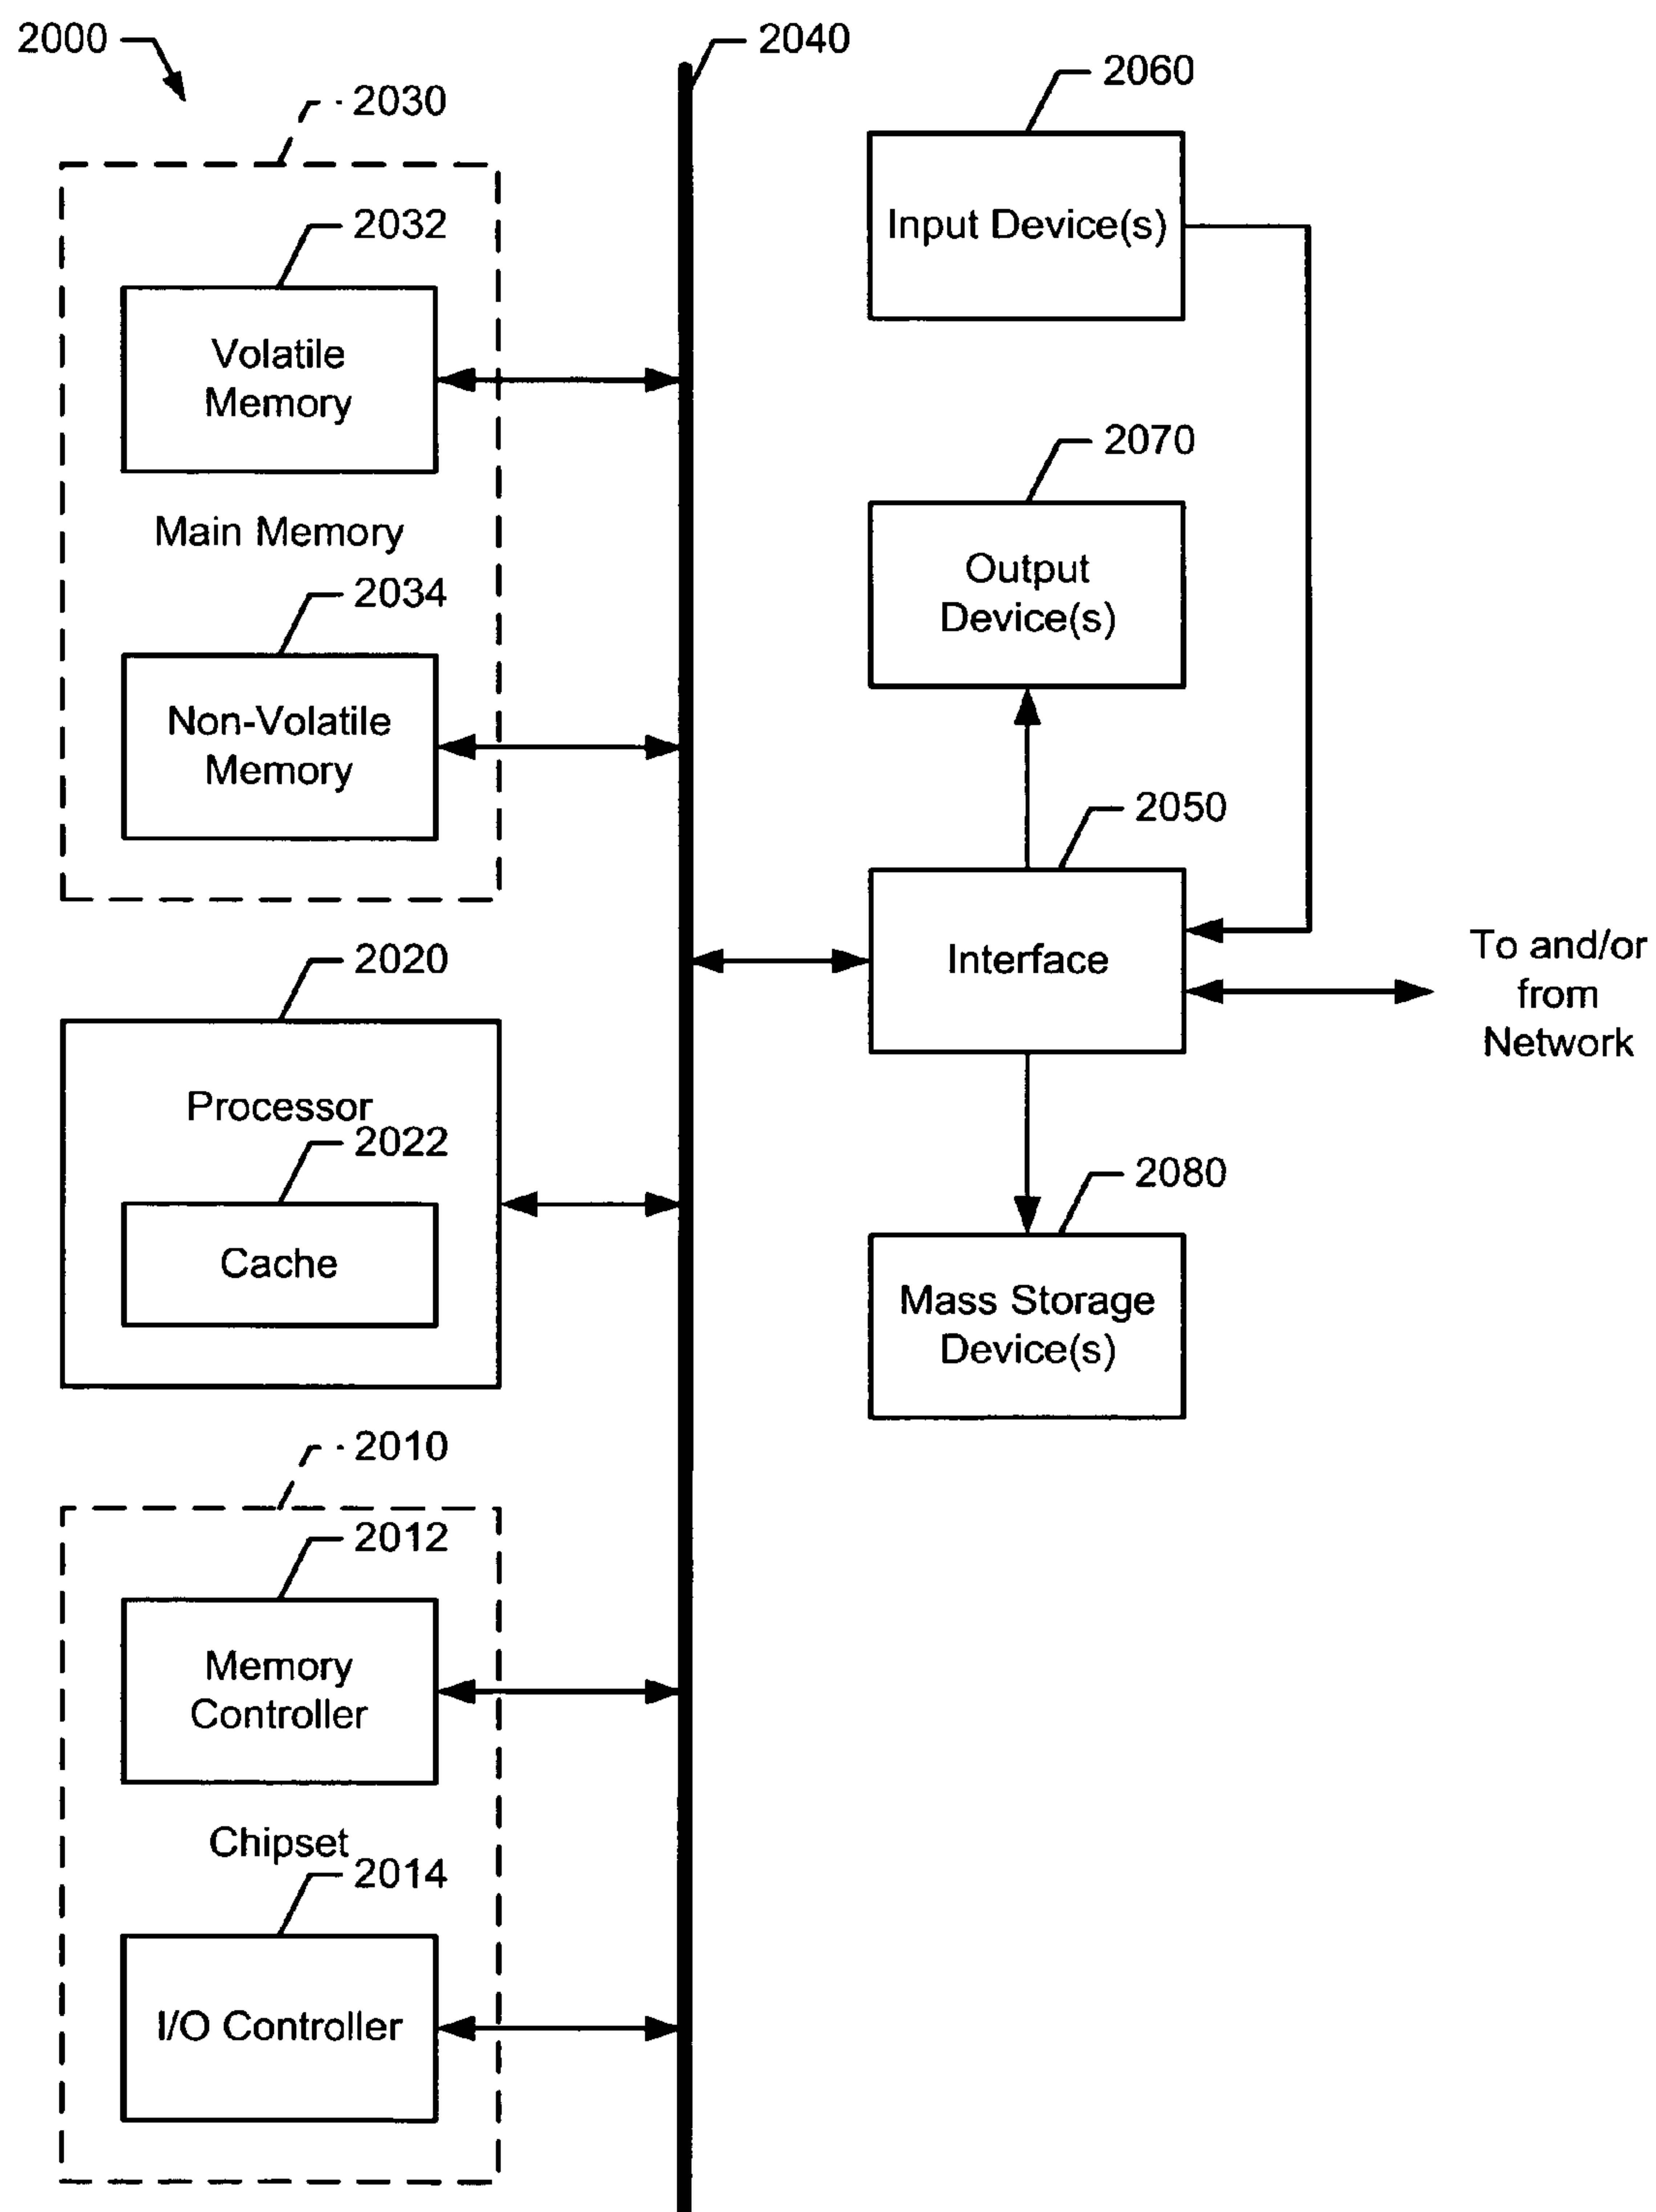 2000
2040
2060
2030
2032
Input Device(s)
Volatile
Memory
2070
Main Memory
Output
Device(s)
2034
Non-Volatile
Memory
2050
Interface
To and/or
from
Network
2020
Processor
2022
Cache
2080
Mass Storage
Device(s)
2010
2012
Memory
Controller
Chipset
2014
I/O Controller